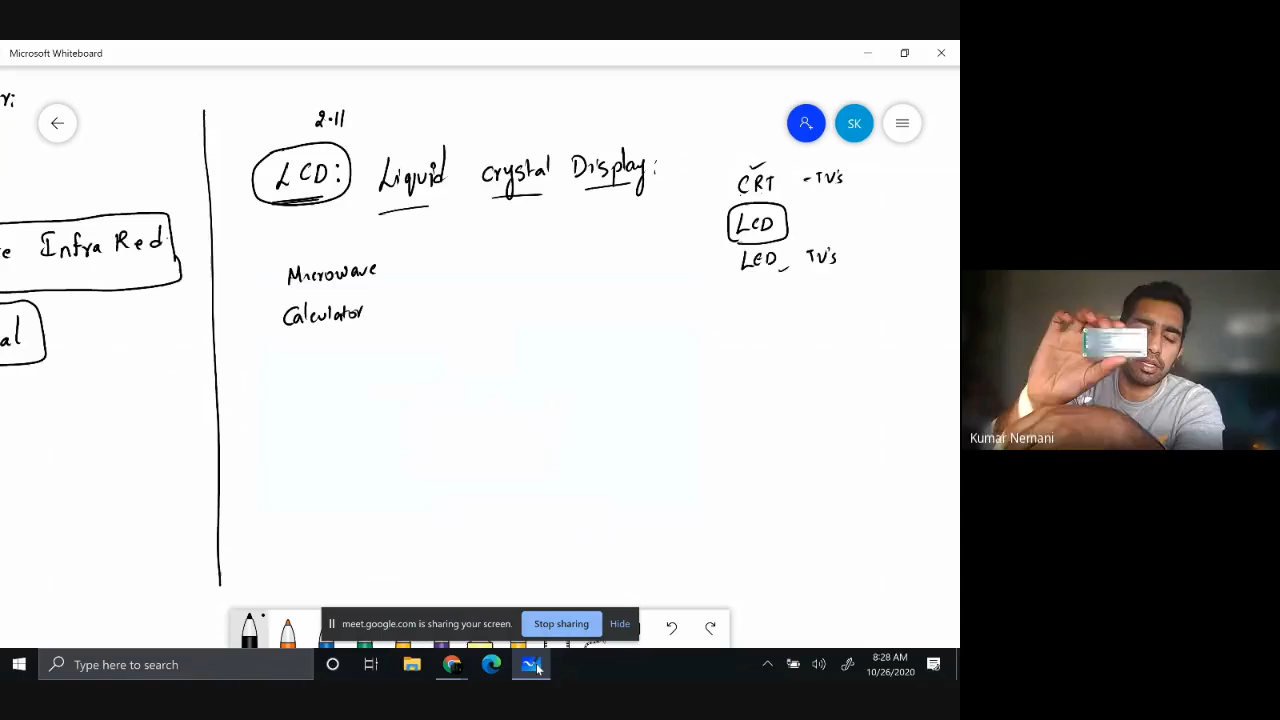 Microsoft Whiteboard
2.11
SK
LCD: Liquid Crystal Display:
CRT - TV's
LCD
LED TV's
Infra Red
Microwave
Calculator
al
Kumar Nemani
meet.google.com is sharing your screen.
Stop sharing
Hide
Type here to search
8:28 AM
10/26/2020